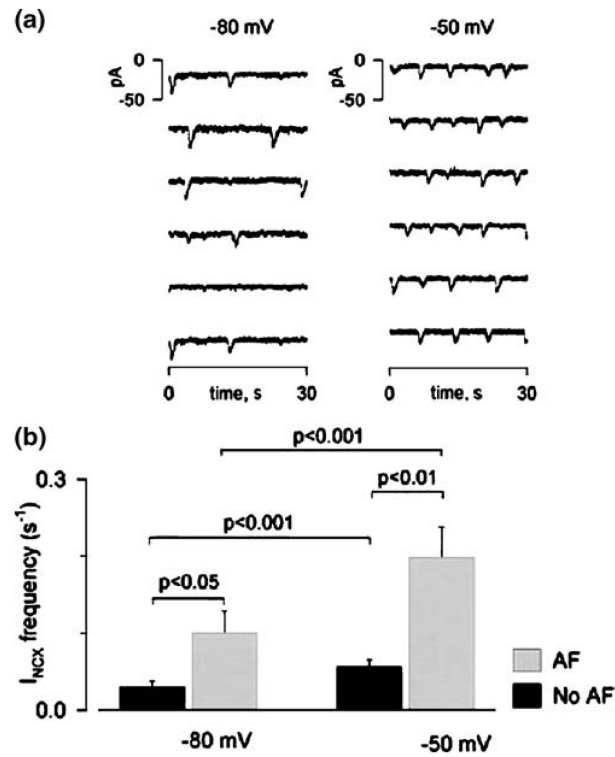 (a)
-80 mV
-50 mV
0
pA
-50
0
pA
-50
0
time, s
30
0
time, s
30
(b)
p<0.001
0.3
p<0.01
p<0.001
p<0.05
I_NCX frequency (s⁻¹)
AF
No AF
0.0
-80 mV
-50 mV